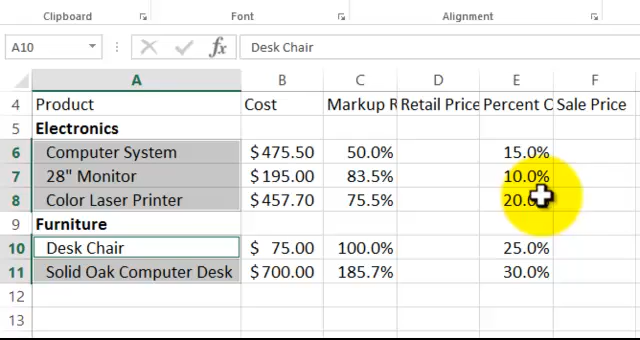 Clipboard Font Alignment
A10 fx Desk Chair
A B C D E F
4 Product Cost Markup R Retail Price Percent O Sale Price
5 Electronics
6 Computer System $ 475.50 50.0% 15.0%
7 28" Monitor $ 195.00 83.5% 10.0%
8 Color Laser Printer $ 457.70 75.5% 20.0
9 Furniture
10 Desk Chair $ 75.00 100.0% 25.0%
11 Solid Oak Computer Desk $ 700.00 185.7% 30.0%
12
13